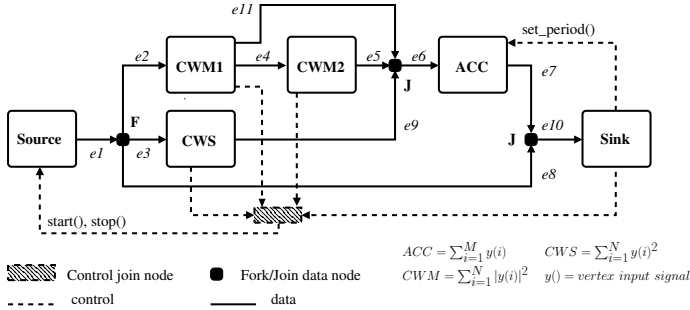 e11
set_period()
e2
CWM1
e4
CWM2
e5
e6
ACC
e7
J
F
Source
e1
e3
CWS
e9
J
e10
Sink
e8
start(), stop()
ACC = ∑_{i=1}^{M} y(i)
CWS = ∑_{i=1}^{N} y(i)^2
Control join node
Fork/Join data node
CWM = ∑_{i=1}^{N} |y(i)|^2
y() = vertex input signal
control
data